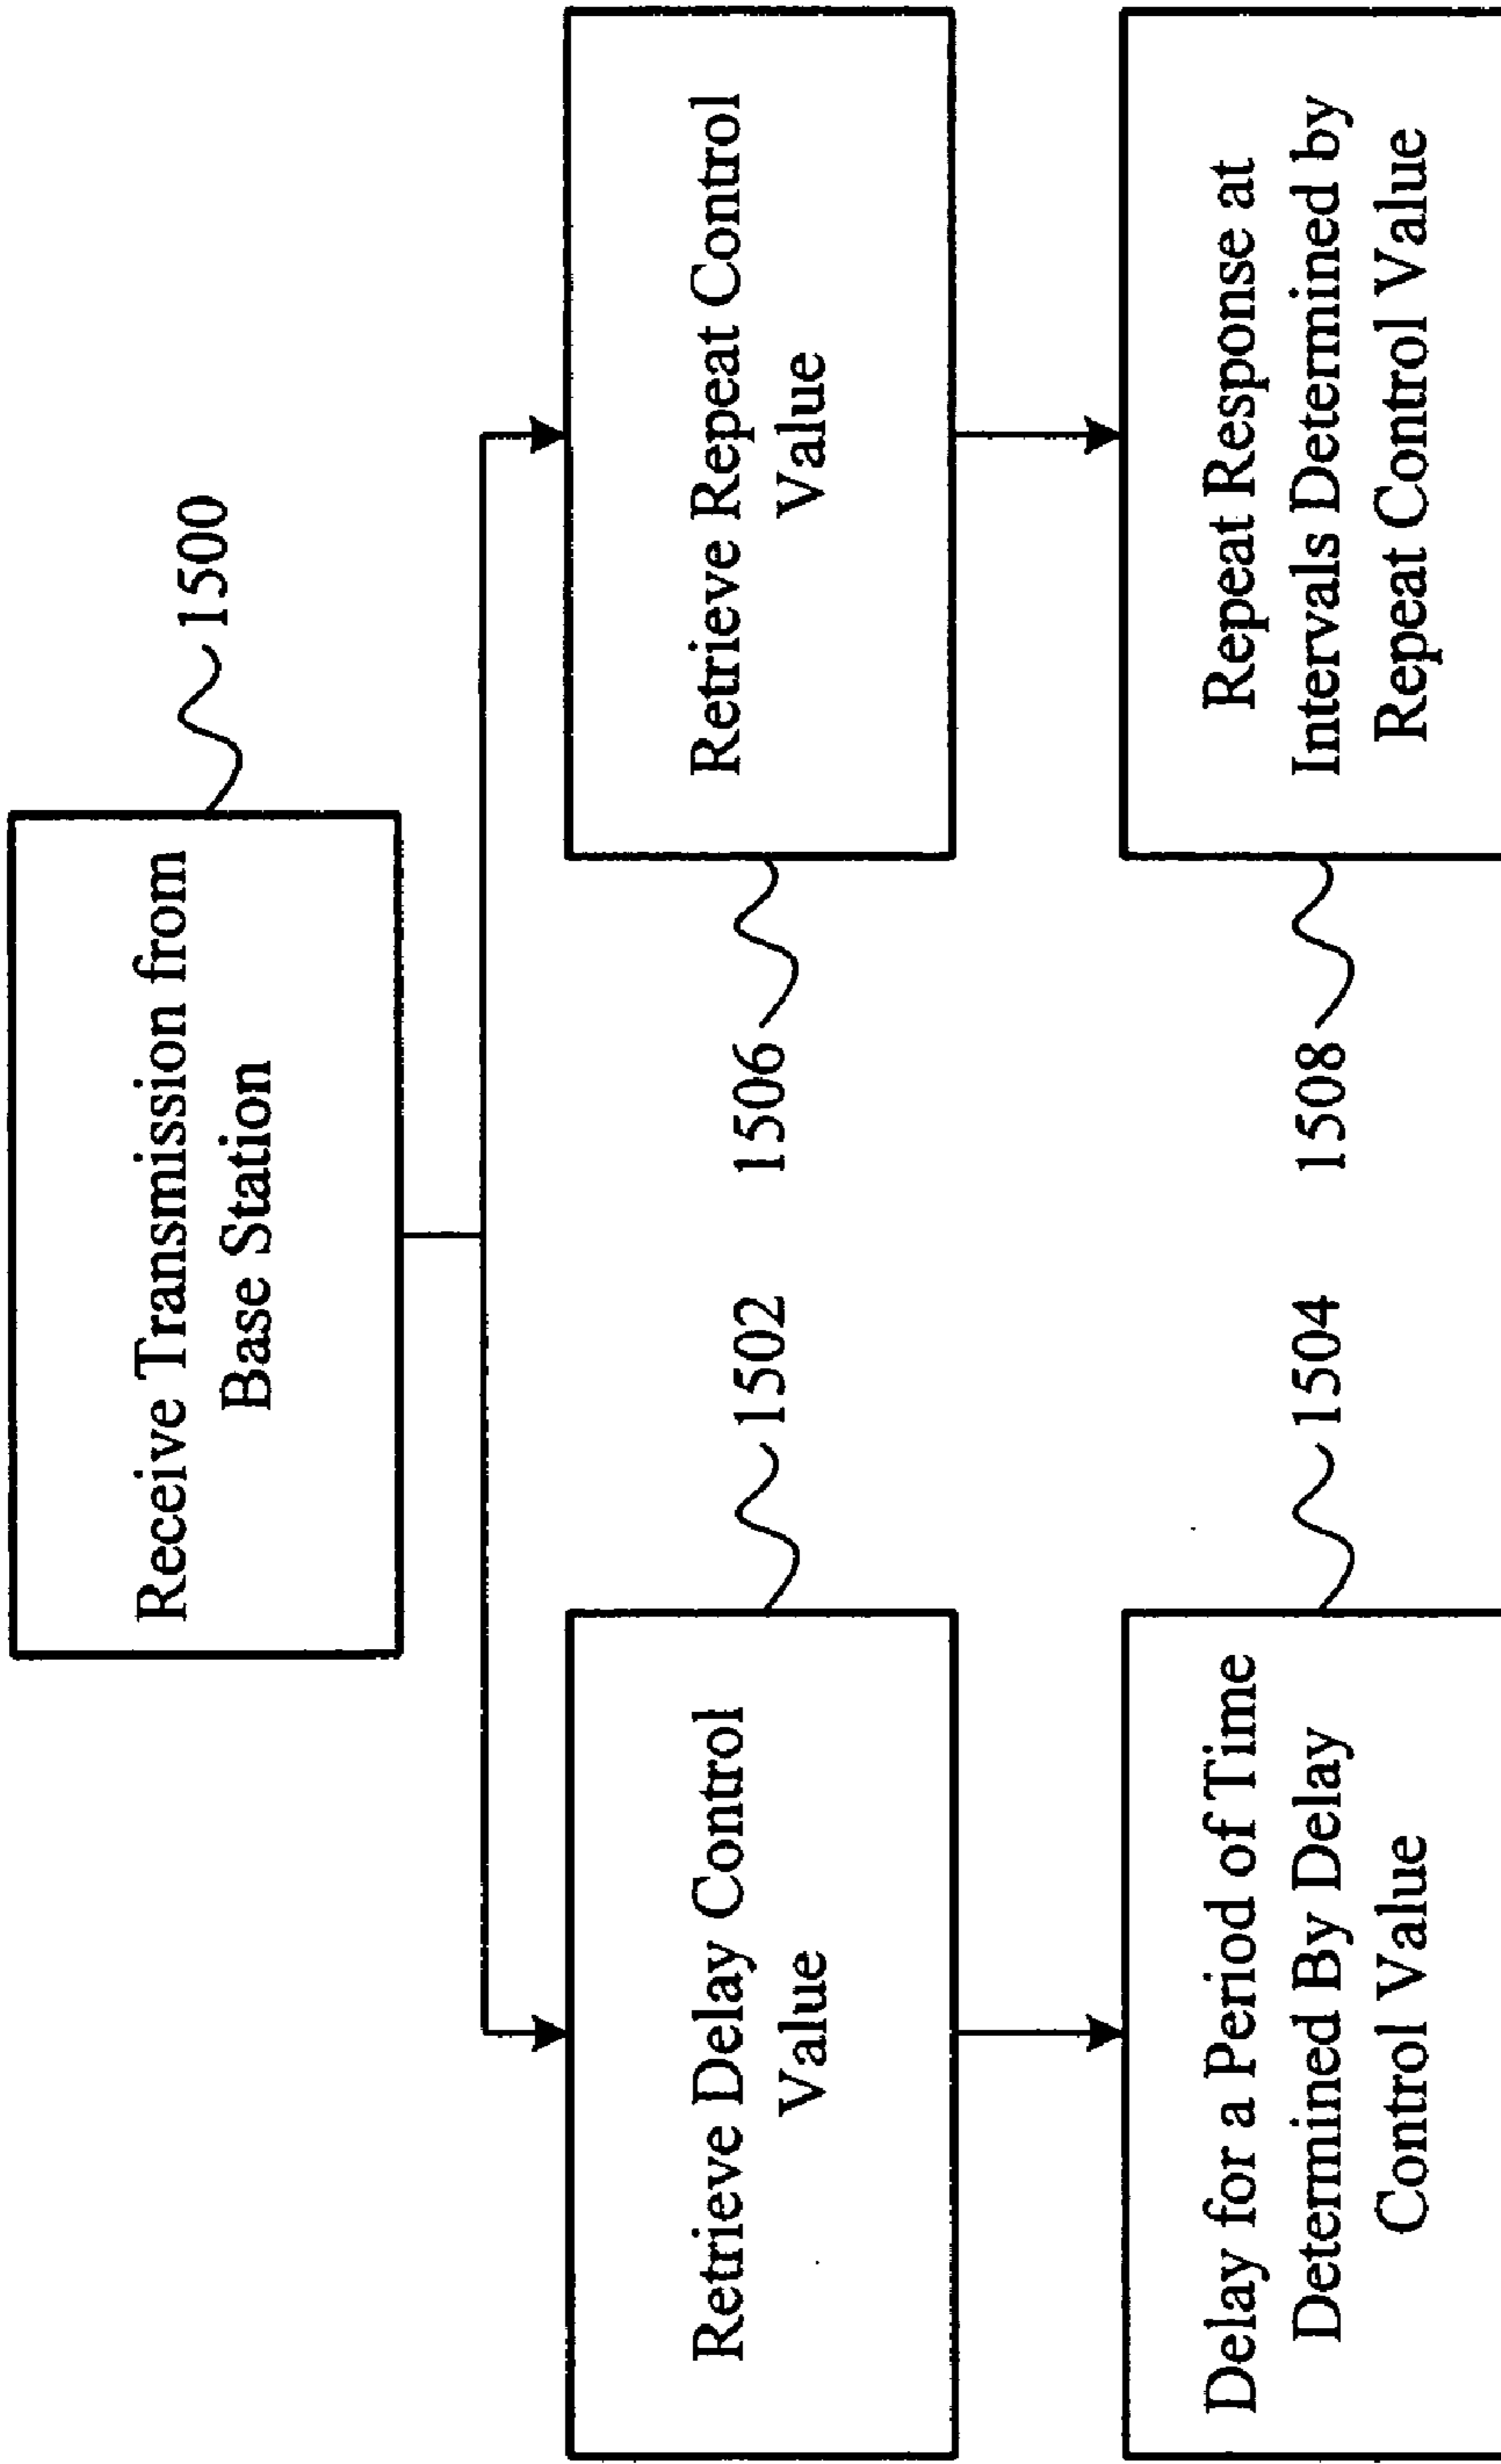 Receive Transmission from
Base Station
1500
Retrieve Delay Control
Value
1502
1506
Retrieve Repeat Control
Value
Delay for a Period of Time
Determined By Delay
Control Value
1504
1508
Repeat Response at
Intervals Determined by
Repeat Control Value